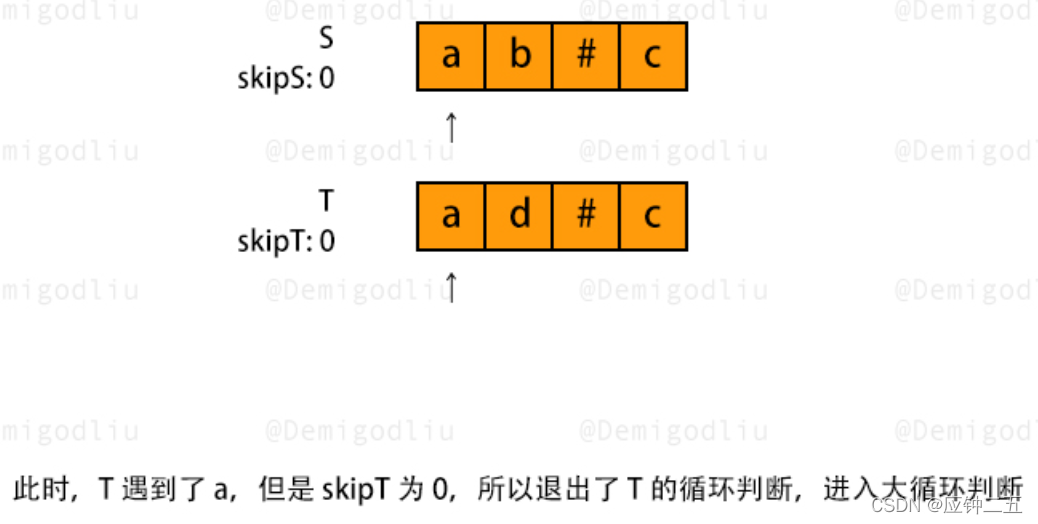 migodliu @Demigodliu @Demigodliu @Demigod
S
skipS: 0
a b # c
↑
migodliu @Demigodliu @Demigodliu @Demigod
T
skipT: 0
a d # c
↑
migodliu @Demigodliu @Demigodliu @Demigod
migodliu @Demigodliu @Demigodliu @Demigod
此时，T 遇到了 a，但是 skipT 为 0，所以退出了 T 的循环判断，进入大循环判断
CSDN @应钟二五